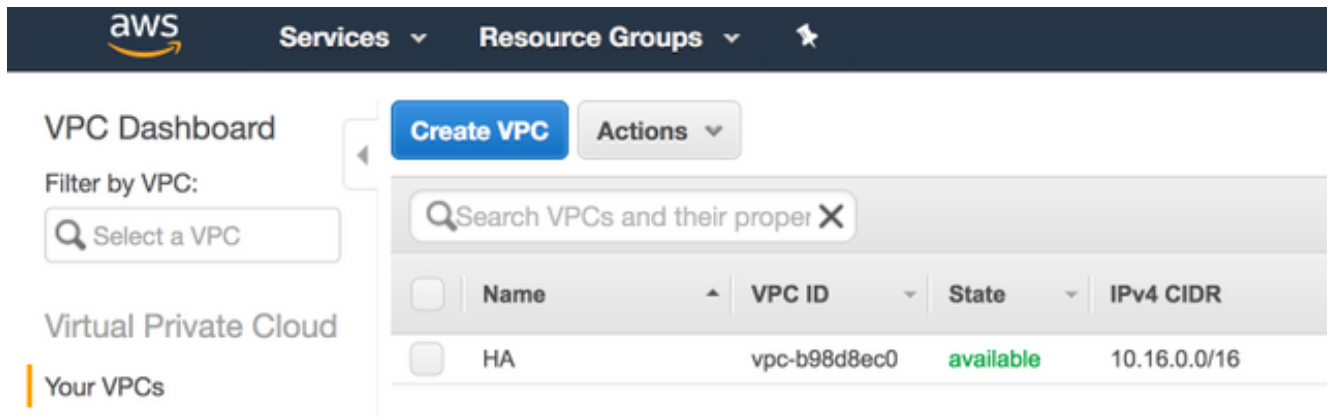 aws Services Resource Groups
VPC Dashboard
Filter by VPC:
Select a VPC
Virtual Private Cloud
Your VPCs
Create VPC Actions
Search VPCs and their proper
Name VPC ID State IPv4 CIDR
HA vpc-b98d8ec0 available 10.16.0.0/16